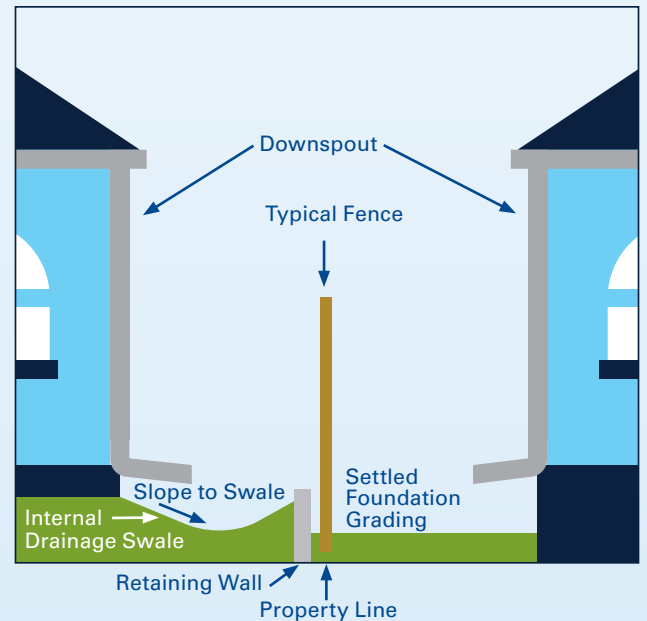 Downspout
Typical Fence
Settled
Foundation
Grading
Slope to Swale
Internal
Drainage Swale
Retaining Wall
Property Line